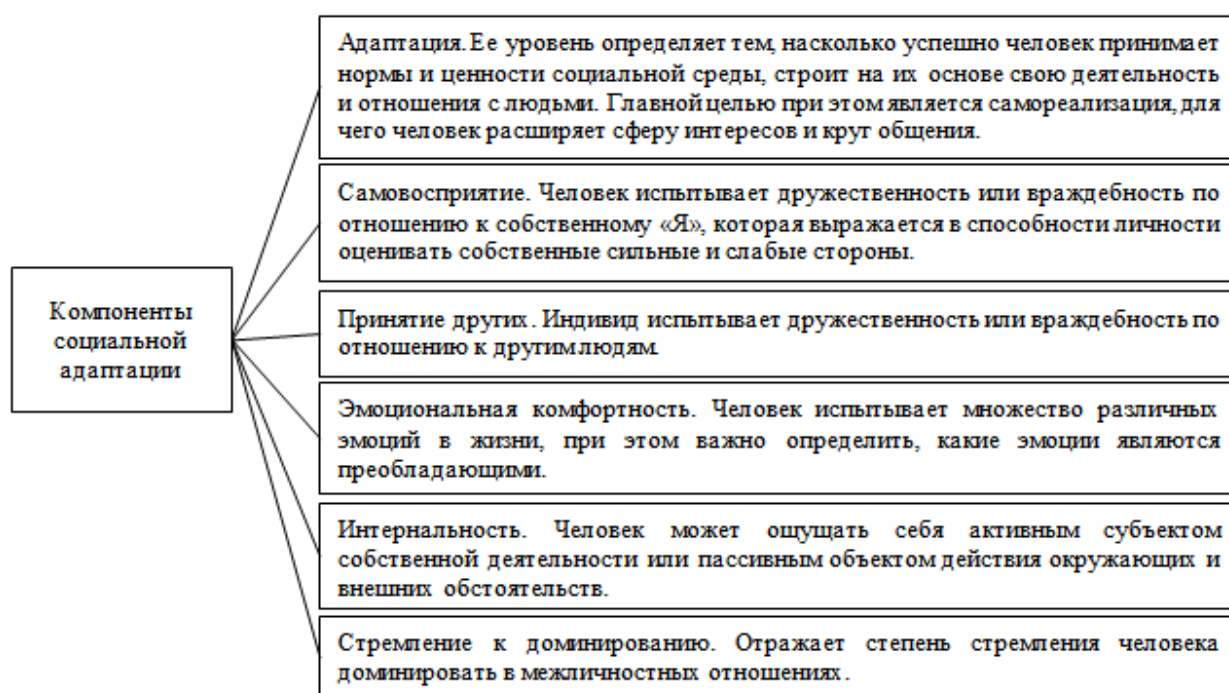 Адаптация. Ее уровень определяет тем, насколько успешно человек принимает
нормы и ценности социальной среды, строит на их основе свою деятельность
и отношения с людьми. Главной целью при этом является самореализация, для
чего человек расширяет сферу интересов и круг общения.
Самовосприятие. Человек испытывает дружественность или враждебность по
отношению к собственному «Я», которая выражается в способности личности
оценивать собственные сильные и слабые стороны.
Компоненты
социальной
адаптации
Принятие других. Индивид испытывает дружественность или враждебность по
отношению к другим людям.
Эмоциональная комфортность. Человек испытывает множество различных
эмоций в жизни, при этом важно определить, какие эмоции являются
преобладающими.
Интернальность. Человек может ощущать себя активным субъектом
собственной деятельности или пассивным объектом действия окружающих и
внешних обстоятельств.
Стремление к доминированию. Отражает степень стремления человека
доминировать в межличностных отношениях.